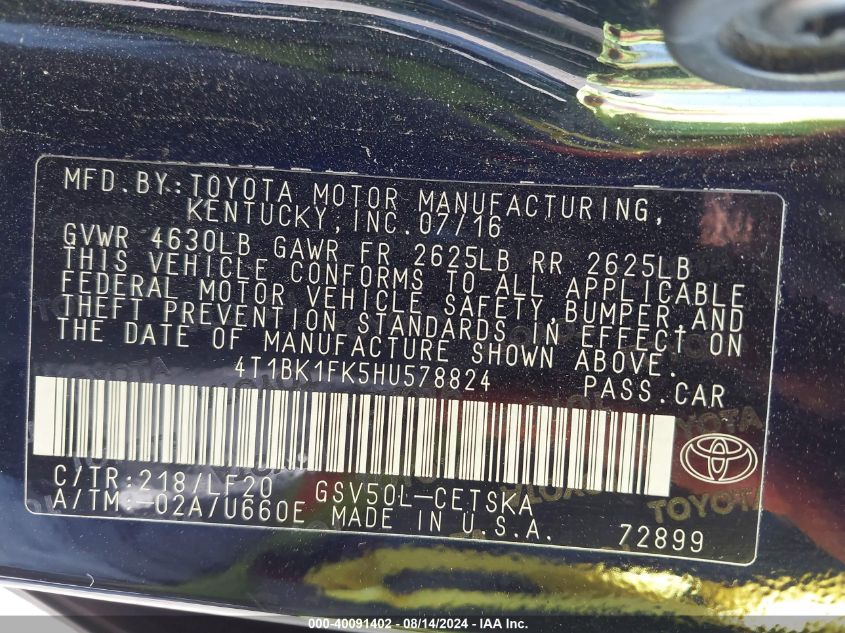 MFD.BY:TOYOTA MOTOR MANUFACTURING,
KENTUCKY,INC.07/16
GVWR 4630LB GAWR FR 2625LB RR 2625LB
THIS VEHICLE CONFORMS TO ALL APPLICABLE
FEDERAL MOTOR VEHICLE SAFETY,BUMPER,AND
THEFT PREVENTION STANDARDS IN EFFECT ON
THE DATE OF MANUFACTURE SHOWN ABOVE.
4T1BK1FK5HU578824 PASS.CAR
C/TR:218/LF20 GSV50L-CETSKA
A/TM:-02A/U660E MADE IN U.S.A. 72899
TOYOTA
000-40091402 - 08/14/2024 - IAA Inc.